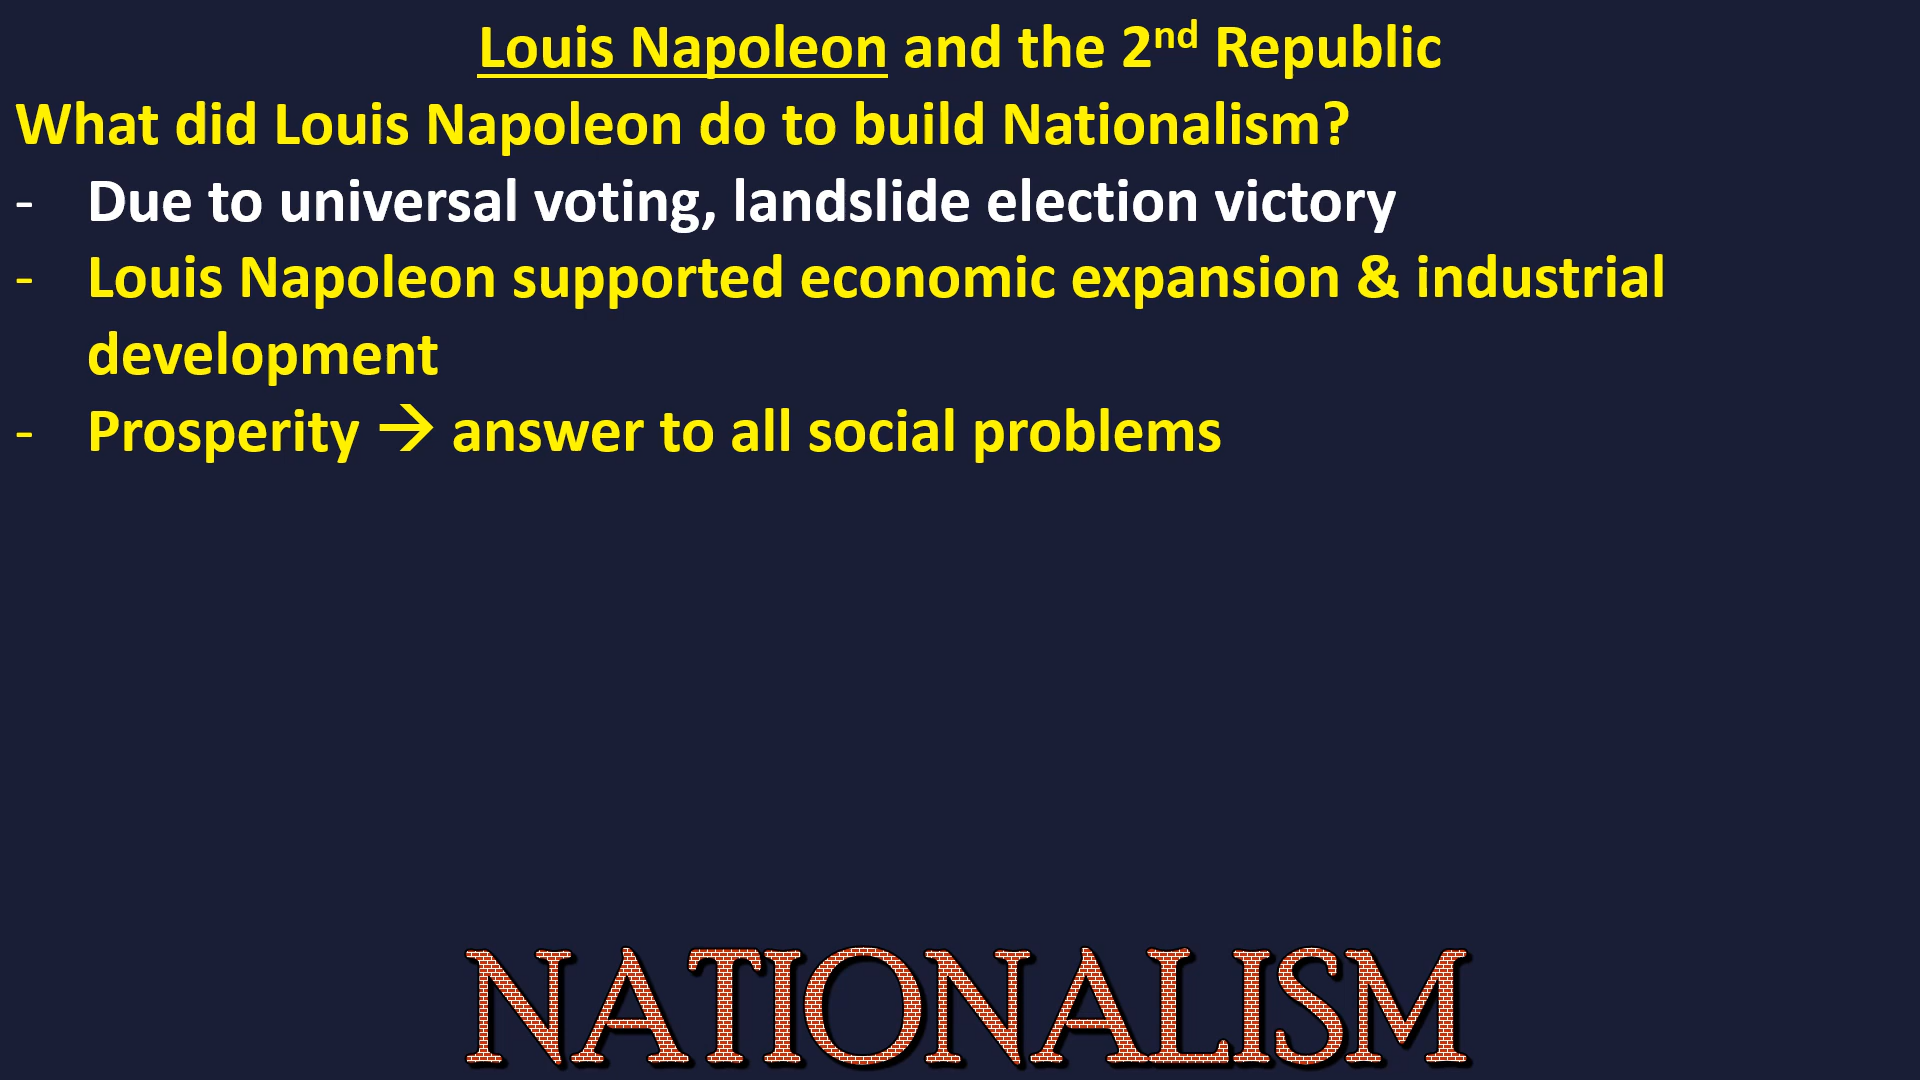 Louis Napoleon and the 2nd Republic
What did Louis Napoleon do to build Nationalism?
- Due to universal voting, landslide election victory
- Louis Napoleon supported economic expansion & industrial
development
- Prosperity → answer to all social problems
NATIONALISM